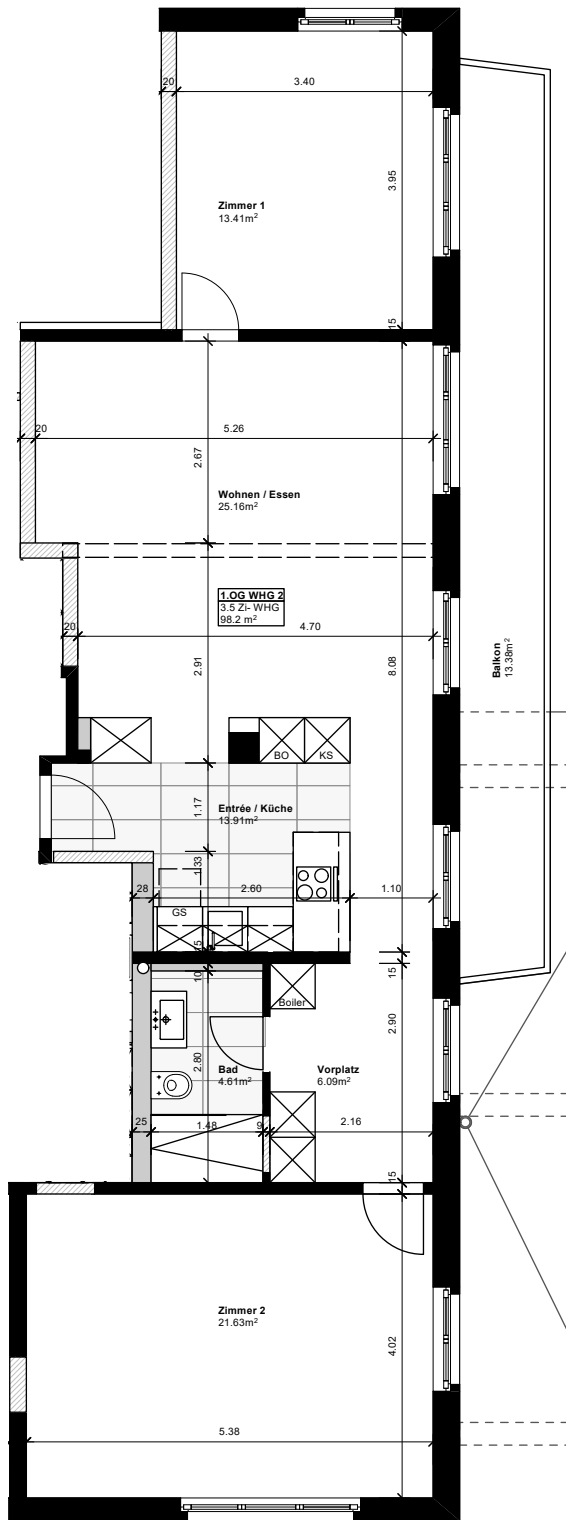 20
3.40
3.95
Zimmer 1
13.41m²
15
20
5.26
2.67
Wohnen / Essen
25.16m²
1.OG WHG 2
3.5 Zi- WHG
98.2 m²
20
4.70
2.91
8.08
Balkon
13.38m²
BO
KS
Entrée / Küche
13.91m²
1.17
1.33
28
2.60
1.10
GS
15
15
10
Boiler
2.90
2.80
Bad
4.61m²
Vorplatz
6.09m²
25
1.48
9
2.16
15
Zimmer 2
21.63m²
4.02
5.38